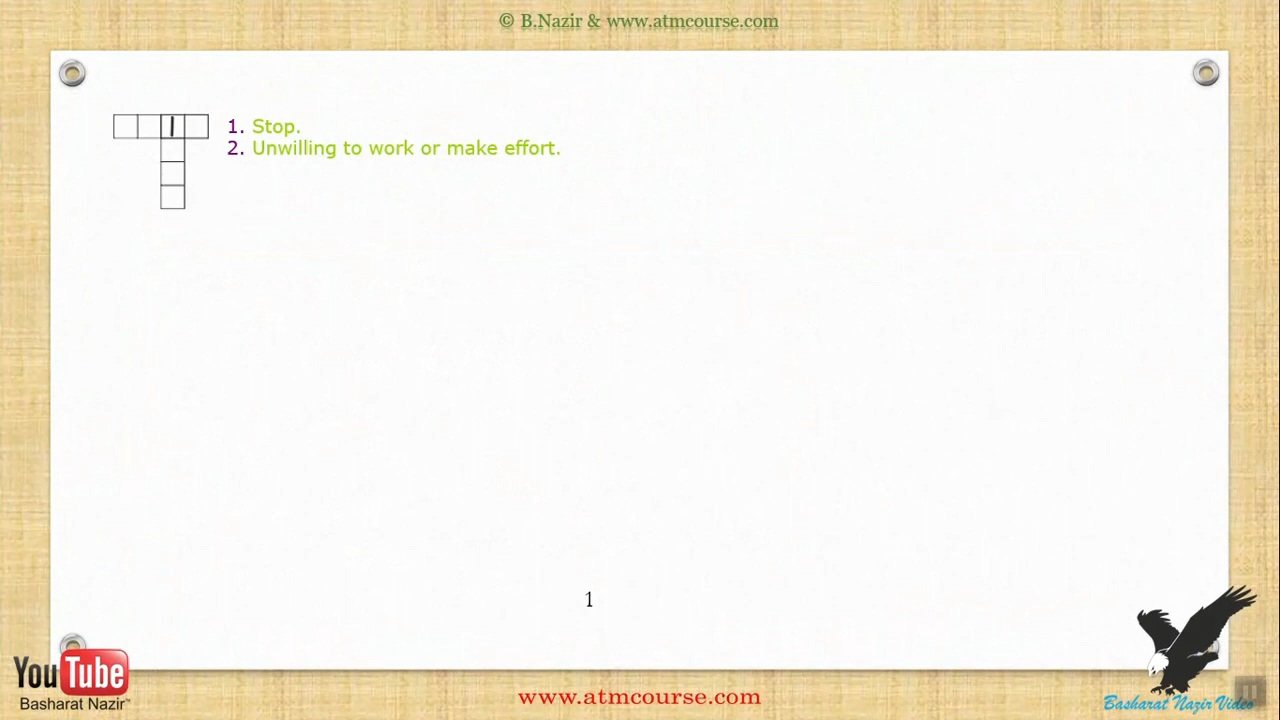 © B.Nazir & www.atmcourse.com
l
1. Stop.
2. Unwilling to work or make effort.
1
YouTube
Basharat Nazir™
www.atmcourse.com
Basharat Nazir Video